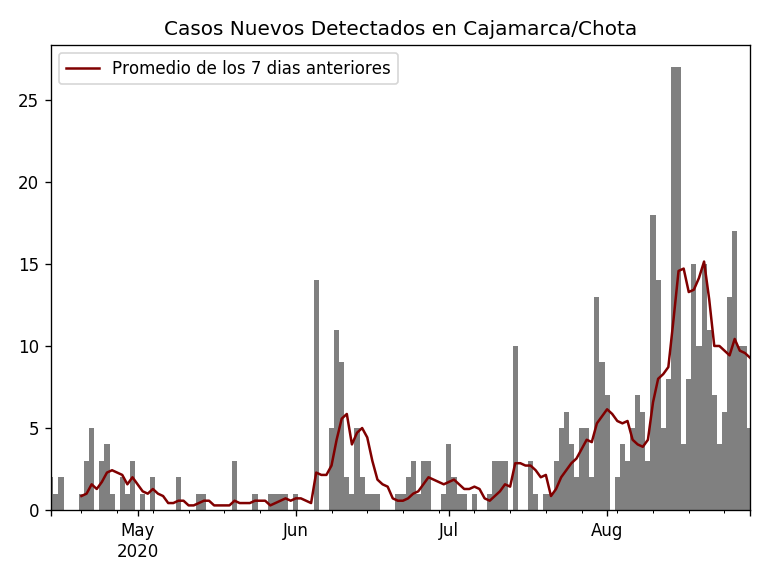 Casos Nuevos Detectados en Cajamarca/Chota
Promedio de los 7 dias anteriores
25
20
15
10
5
0
May
2020
Jun
Jul
Aug